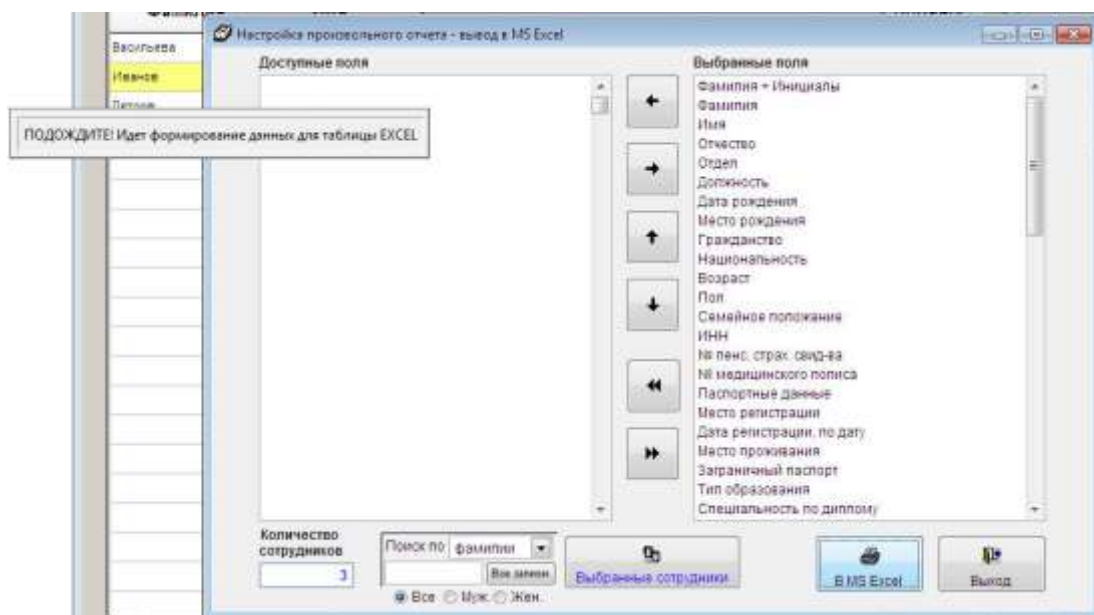 Настройка произвольного отчета - вывод в MS Excel
Васильева
Иванов
Петров
ПОДОЖДИТЕ! Идет формирование данных для таблицы EXCEL
Доступные поля
Выбранные поля
Фамилия + Инициалы
Фамилия
Имя
Отчество
Отдел
Должность
Дата рождения
Место рождения
Гражданство
Национальность
Возраст
Пол
Семейное положение
ИНН
№ пенс. страх. свид-ва
№ медицинского полиса
Паспортные данные
Место регистрации
Дата регистрации, по дату
Место проживания
Заграничный паспорт
Тип образования
Специальность по диплому
Количество
сотрудников
3
Поиск по фамилии
Все записи
Все Муж. Жен.
Выбранные сотрудники
В MS Excel
Выход